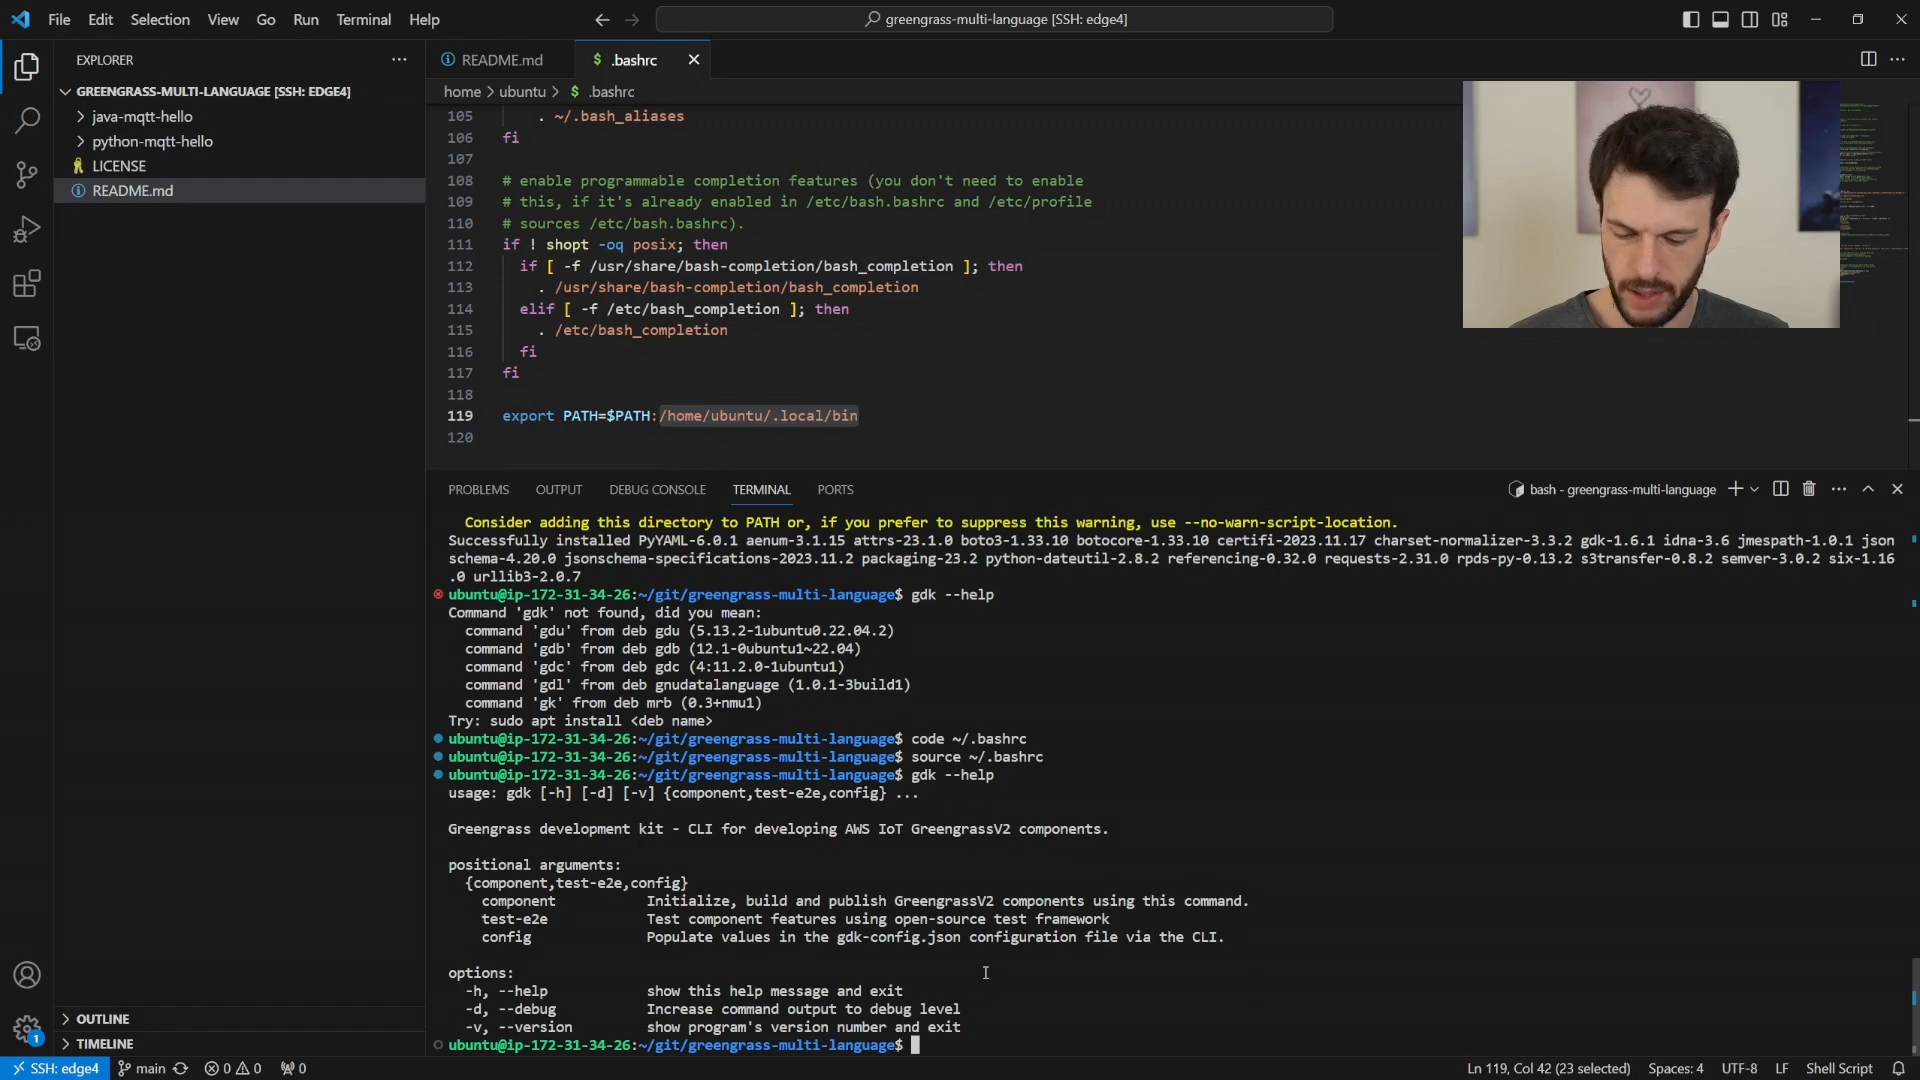 File Edit Selection View Go Run Terminal Help
greengrass-multi-language [SSH: edge4]
EXPLORER
GREENGRASS-MULTI-LANGUAGE [SSH: EDGE4]
java-mqtt-hello
python-mqtt-hello
LICENSE
README.md
README.md
.bashrc
home > ubuntu > $ .bashrc
105 . ~/.bash_aliases
106 fi
107
108 # enable programmable completion features (you don't need to enable
109 # this, if it's already enabled in /etc/bash.bashrc and /etc/profile
110 # sources /etc/bash.bashrc).
111 if ! shopt -oq posix; then
112 if [ -f /usr/share/bash-completion/bash_completion ]; then
113 . /usr/share/bash-completion/bash_completion
114 elif [ -f /etc/bash_completion ]; then
115 . /etc/bash_completion
116 fi
117 fi
118
119 export PATH=$PATH:/home/ubuntu/.local/bin
120
PROBLEMS OUTPUT DEBUG CONSOLE TERMINAL PORTS
bash - greengrass-multi-language
Consider adding this directory to PATH or, if you prefer to suppress this warning, use --no-warn-script-location.
Successfully installed PyYAML-6.0.1 aenum-3.1.15 attrs-23.1.0 boto3-1.33.10 botocore-1.33.10 certifi-2023.11.17 charset-normalizer-3.3.2 gdk-1.6.1 idna-3.6 jmespath-1.0.1 json
schema-4.20.0 jsonschema-specifications-2023.11.2 packaging-23.2 python-dateutil-2.8.2 referencing-0.32.0 requests-2.31.0 rpds-py-0.13.2 s3transfer-0.8.2 semver-3.0.2 six-1.16
.0 urllib3-2.0.7
ubuntu@ip-172-31-34-26:~/git/greengrass-multi-language$ gdk --help
Command 'gdk' not found, did you mean:
command 'gdu' from deb gdu (5.13.2-1ubuntu0.22.04.2)
command 'gdb' from deb gdb (12.1-0ubuntu1~22.04)
command 'gdc' from deb gdc (4:11.2.0-1ubuntu1)
command 'gdl' from deb gnudatalanguage (1.0.1-3build1)
command 'gk' from deb mrb (0.3+nmu1)
Try: sudo apt install <deb name>
ubuntu@ip-172-31-34-26:~/git/greengrass-multi-language$ code ~/.bashrc
ubuntu@ip-172-31-34-26:~/git/greengrass-multi-language$ source ~/.bashrc
ubuntu@ip-172-31-34-26:~/git/greengrass-multi-language$ gdk --help
usage: gdk [-h] [-d] [-v] {component,test-e2e,config} ...
Greengrass development kit - CLI for developing AWS IoT GreengrassV2 components.
positional arguments:
{component,test-e2e,config}
component Initialize, build and publish GreengrassV2 components using this command.
test-e2e Test component features using open-source test framework
config Populate values in the gdk-config.json configuration file via the CLI.
options:
-h, --help show this help message and exit
-d, --debug Increase command output to debug level
-v, --version show program's version number and exit
ubuntu@ip-172-31-34-26:~/git/greengrass-multi-language$
OUTLINE
TIMELINE
1
SSH: edge4 main 0 0 0 Ln 119, Col 42 (23 selected) Spaces: 4 UTF-8 LF Shell Script